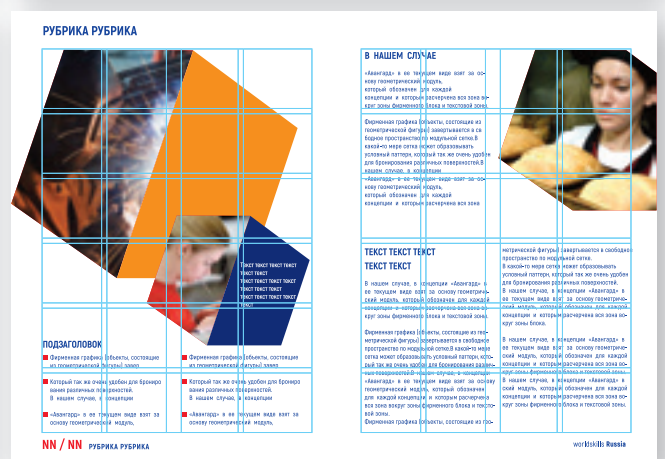 РУБРИКА РУБРИКА
Текст текст текст текст
текст текст
текст текст текст текст
текст текст текст текст
текст текст текст текст
текст
ПОДЗАГОЛОВОК
Фирменная графика (объекты, состоящие
из геометрической фигуры) завер
Который так же очень удобен для брониро
вания различных поверхностей.
В нашем случае, в концепции
«Авангард» в ее текущем виде взят за
основу геометрический модуль,
Фирменная графика (объекты, состоящие
из геометрической фигуры) завер
Который так же очень удобен для брониро
вания различных поверхностей.
В нашем случае, в концепции
«Авангард» в ее текущем виде взят за
основу геометрический модуль,
NN / NN РУБРИКА РУБРИКА
В НАШЕМ СЛУЧАЕ
«Авангард» в ее текущем виде взят за ос-
нову геометрический модуль,
который обозначен для каждой
концепции и которым расчерчена вся зона во-
круг зоны фирменного блока и текстовой зоны.
Фирменная графика (объекты, состоящие из
геометрической фигуры) завертывается в св
бодное пространство по модульной сетке.В
какой-то мере сетка может образовывать
условный паттерн, который так же очень удобен
для бронирования различных поверхностей.В
нашем случае, в концепции
«Авангард» в ее текущем виде взят за ос-
нову геометрический модуль,
который обозначен для каждой
концепции и которым расчерчена вся зона
ТЕКСТ ТЕКСТ ТЕКСТ
ТЕКСТ ТЕКСТ
В нашем случае, в концепции «Авангард» в
ее текущем виде взят за основу геометриче-
ский модуль, который обозначен для каждой
концепции и которым расчерчена вся зона во-
круг зоны фирменного блока и текстовой зоны.
Фирменная графика (объекты, состоящие из гео-
метрической фигуры) завертывается в свободное
пространство по модульной сетке.В какой-то мере
сетка может образовывать условный паттерн, кото-
рый так же очень удобен для бронирования различ-
ных поверхностей.В нашем случае, в концепции
«Авангард» в ее текущем виде взят за основу
геометрический модуль, который обозначен
для каждой концепции и которым расчерчена
вся зона вокруг зоны фирменного блока и тексто-
вой зоны.
Фирменная графика (объекты, состоящие из гео-
метрической фигуры) завертывается в свободное
пространство по модульной сетке.
В какой-то мере сетка может образовывать
условный паттерн, который так же очень удобен
для бронирования различных поверхностей.
В нашем случае, в концепции «Авангард» в
ее текущем виде взят за основу геометриче-
ский модуль, который обозначен для каждой
концепции и которым расчерчена вся зона во-
круг зоны блока.
В нашем случае, в концепции «Авангард» в
ее текущем виде взят за основу геометриче-
ский модуль, который обозначен для каждой
концепции и которым расчерчена вся зона во-
круг зоны фирменного блока и текстовой зоны.
В нашем случае, в концепции «Авангард» в
ее текущем виде взят за основу геометриче-
ский модуль, который обозначен для каждой
концепции и которым расчерчена вся зона во-
круг зоны фирменного блока и текстовой зоны.
worldskills Russia